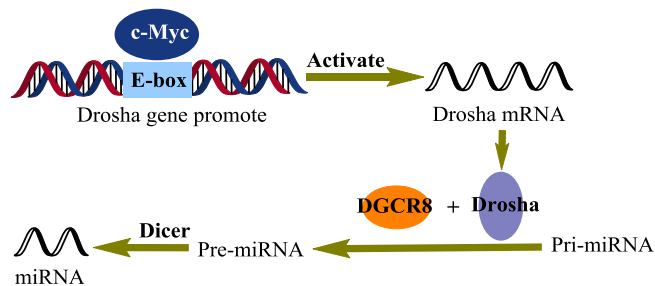 c-Myc
E-box
Activate
Drosha gene promote
Drosha mRNA
DGCR8 + Drosha
Dicer
Pre-miRNA
Pri-miRNA
miRNA